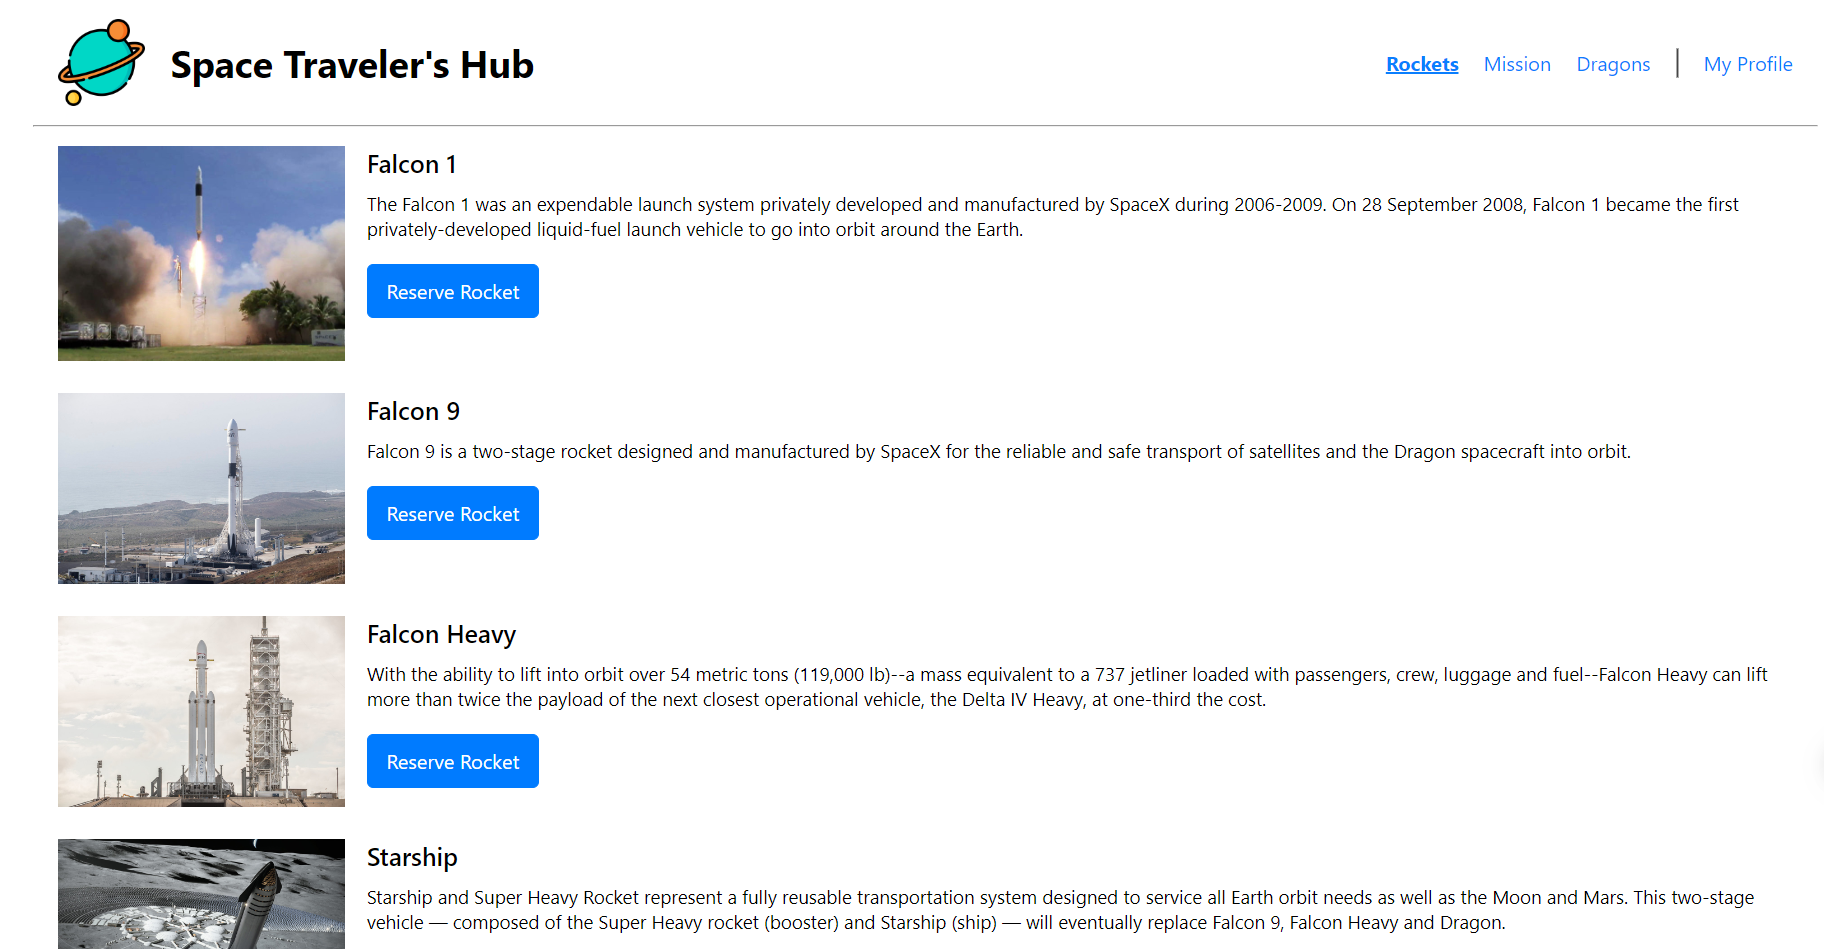 Space Traveler's Hub
Rockets Mission Dragons | My Profile
Falcon 1
The Falcon 1 was an expendable launch system privately developed and manufactured by SpaceX during 2006-2009. On 28 September 2008, Falcon 1 became the first
privately-developed liquid-fuel launch vehicle to go into orbit around the Earth.
Reserve Rocket
Falcon 9
Falcon 9 is a two-stage rocket designed and manufactured by SpaceX for the reliable and safe transport of satellites and the Dragon spacecraft into orbit.
Reserve Rocket
Falcon Heavy
With the ability to lift into orbit over 54 metric tons (119,000 lb)--a mass equivalent to a 737 jetliner loaded with passengers, crew, luggage and fuel--Falcon Heavy can lift
more than twice the payload of the next closest operational vehicle, the Delta IV Heavy, at one-third the cost.
Reserve Rocket
Starship
Starship and Super Heavy Rocket represent a fully reusable transportation system designed to service all Earth orbit needs as well as the Moon and Mars. This two-stage
vehicle — composed of the Super Heavy rocket (booster) and Starship (ship) — will eventually replace Falcon 9, Falcon Heavy and Dragon.